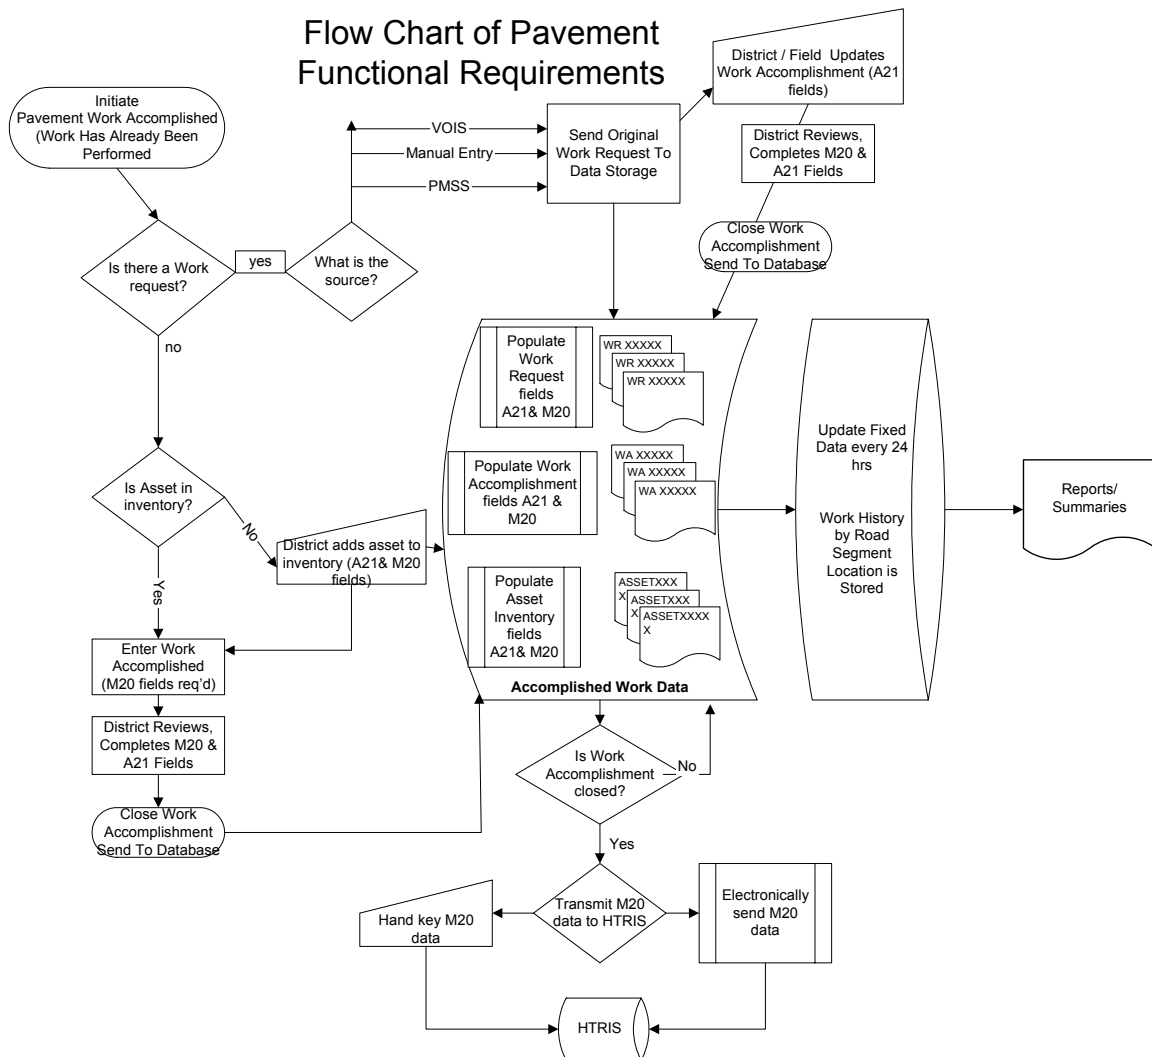 Flow Chart of Pavement
Functional Requirements
Initiate
Pavement Work Accomplished
(Work Has Already Been
Performed
Is there a Work
request?
yes
What is the
source?
VOIS
Manual Entry
PMSS
Send Original
Work Request To
Data Storage
District / Field  Updates
Work Accomplishment (A21
fields)
District Reviews,
Completes M20 &
A21 Fields
Close Work
Accomplishment
Send To Database
no
Is Asset in
inventory?
No
District adds asset to
inventory (A21& M20
fields)
Yes
Enter Work
Accomplished
(M20 fields req'd)
District Reviews,
Completes M20 &
A21 Fields
Close Work
Accomplishment
Send To Database
Populate
Work
Request
fields
A21& M20
WR XXXXX
WR XXXXX
WR XXXXX
Populate Work
Accomplishment
fields A21 &
M20
WA XXXXX
WA XXXXX
WA XXXXX
Populate
Asset
Inventory
fields
A21& M20
ASSETXXX
X
ASSETXXX
X
ASSETXXXX
X
Accomplished Work Data
Update Fixed
Data every 24
hrs
Work History
by Road
Segment
Location is
Stored
Reports/
Summaries
Is Work
Accomplishment
closed?
No
Yes
Transmit M20
data to HTRIS
Hand key M20
data
Electronically
send M20
data
HTRIS